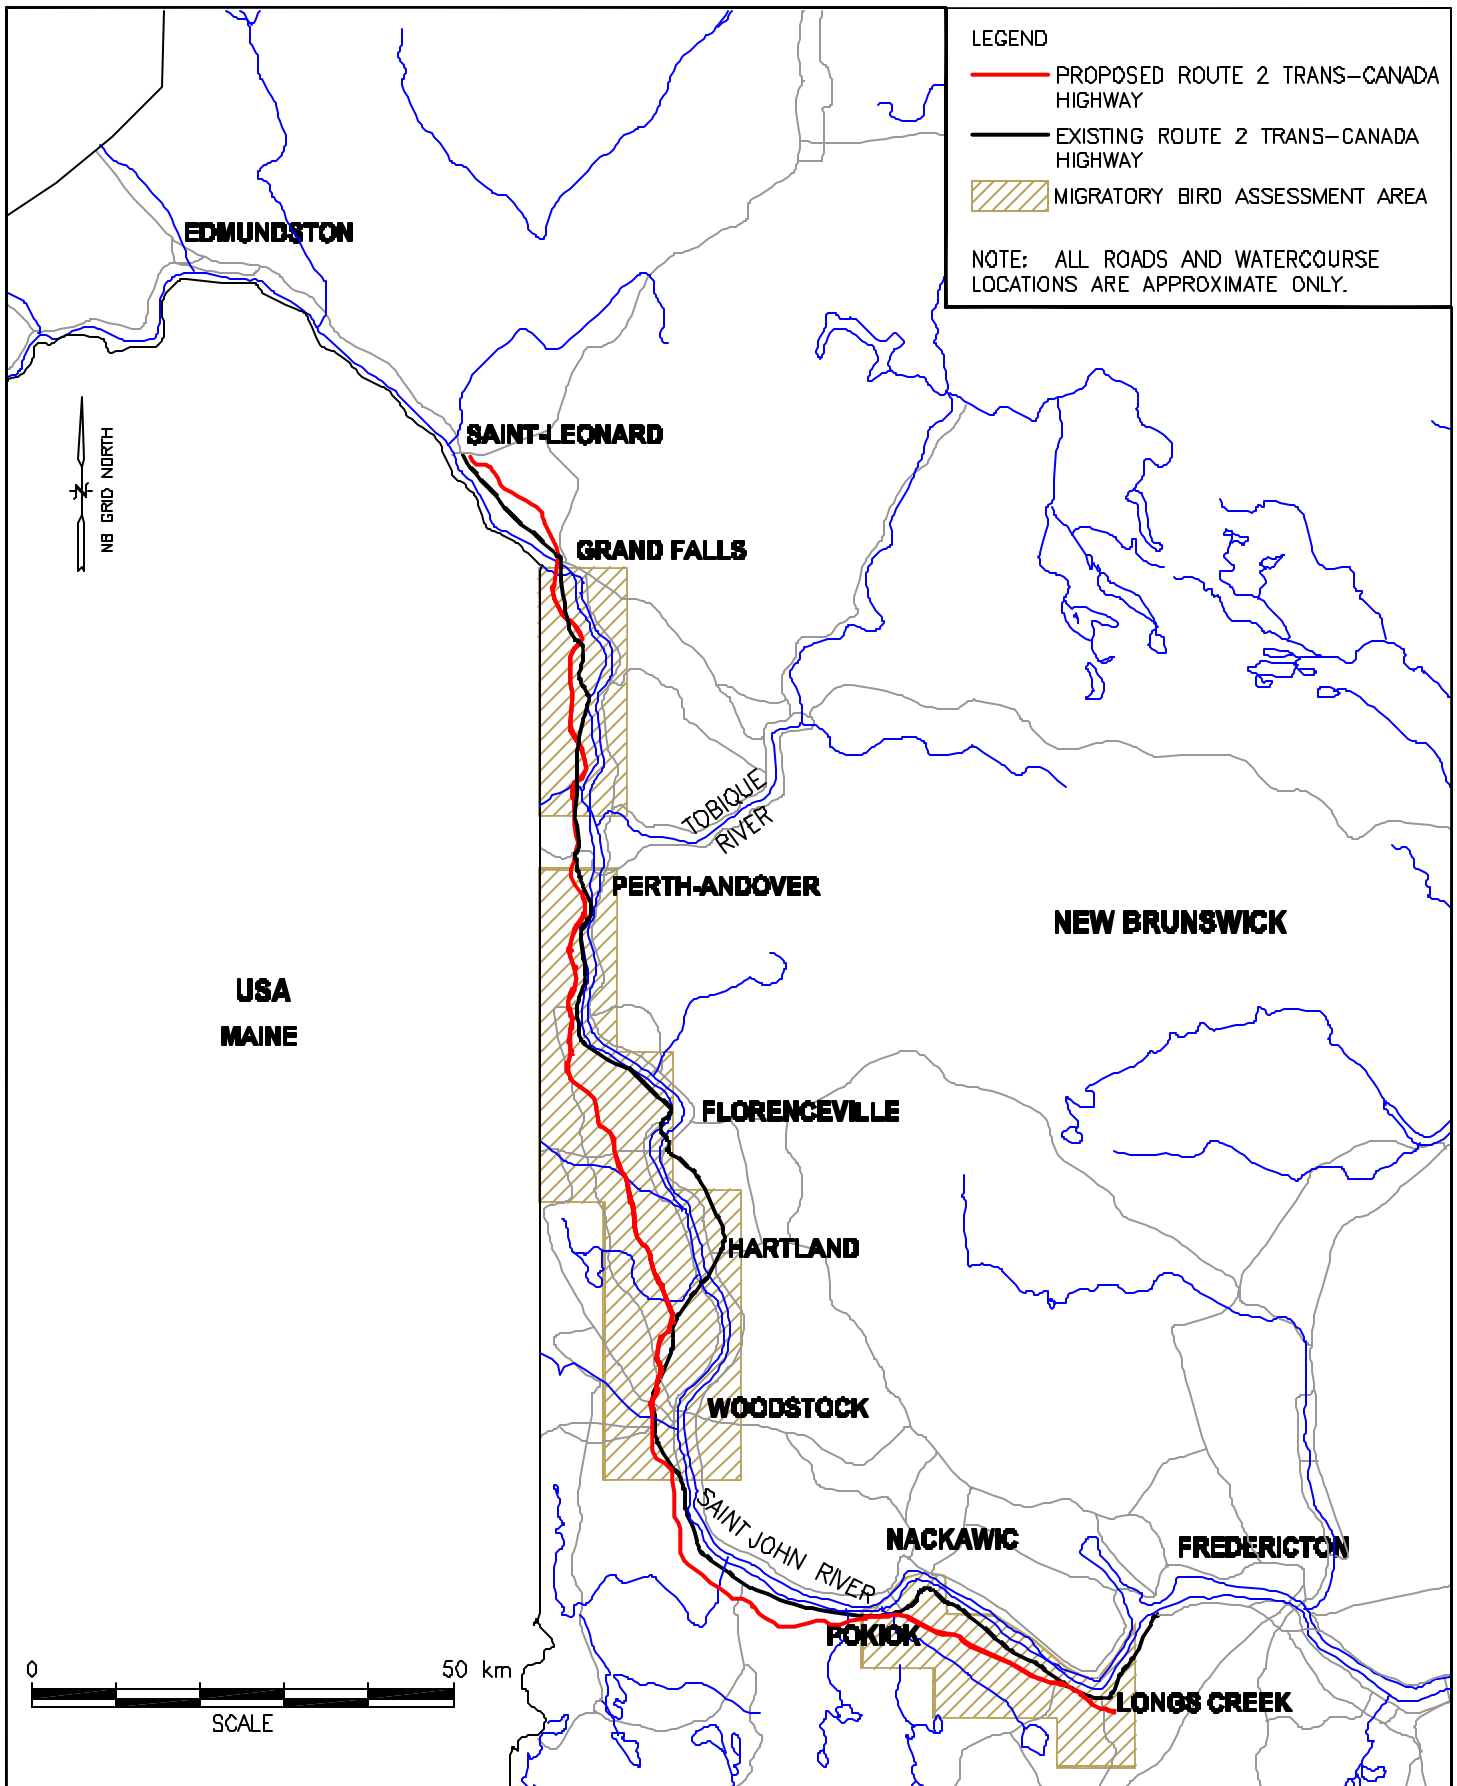 LEGEND
PROPOSED ROUTE 2 TRANS-CANADA
HIGHWAY
EXISTING ROUTE 2 TRANS-CANADA
HIGHWAY
MIGRATORY BIRD ASSESSMENT AREA
NOTE: ALL ROADS AND WATERCOURSE
LOCATIONS ARE APPROXIMATE ONLY.
EDMUNDSTON
SAINT-LEONARD
N
NB GRID NORTH
GRAND FALLS
TOBIQUE
RIVER
PERTH-ANDOVER
NEW BRUNSWICK
USA
MAINE
FLORENCEVILLE
HARTLAND
WOODSTOCK
SAINT JOHN RIVER
NACKAWIC
FREDERICTON
POKIOK
LONGS CREEK
0
50 km
SCALE